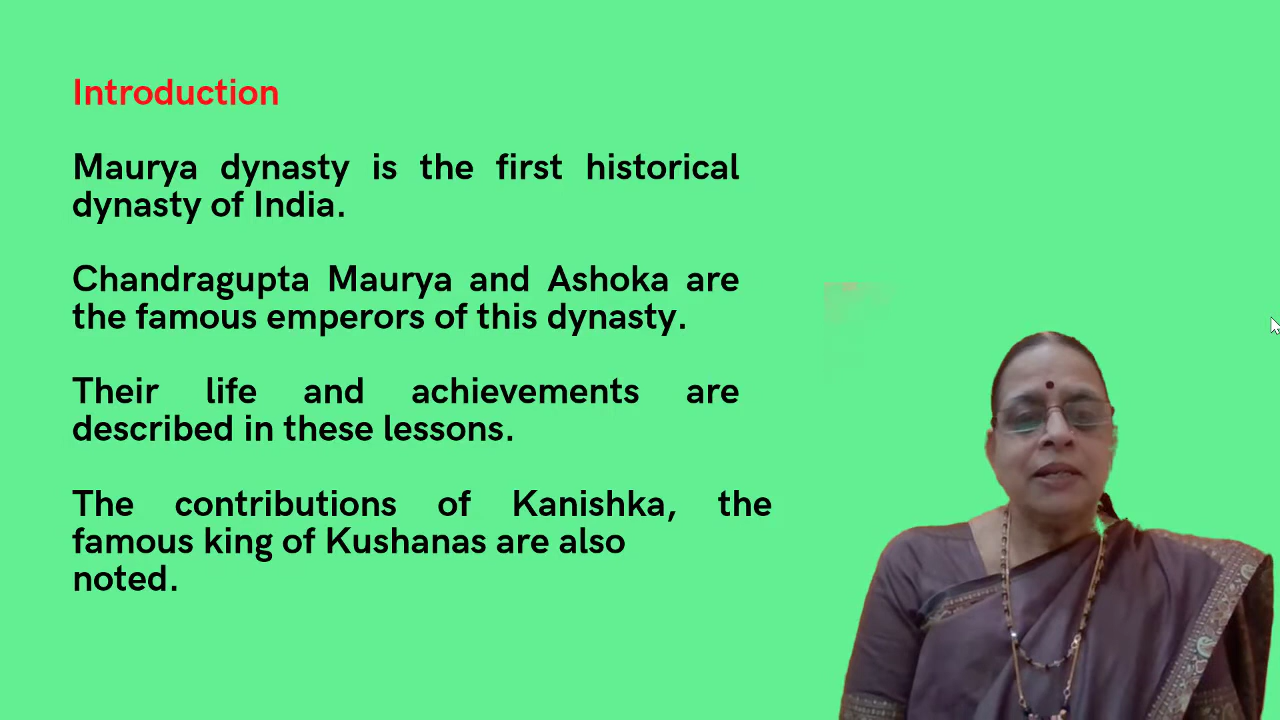 Introduction
Maurya dynasty is the first historical
dynasty of India.
Chandragupta Maurya and Ashoka are
the famous emperors of this dynasty.
Their life and achievements are
described in these lessons.
The contributions of Kanishka, the
famous king of Kushanas are also
noted.